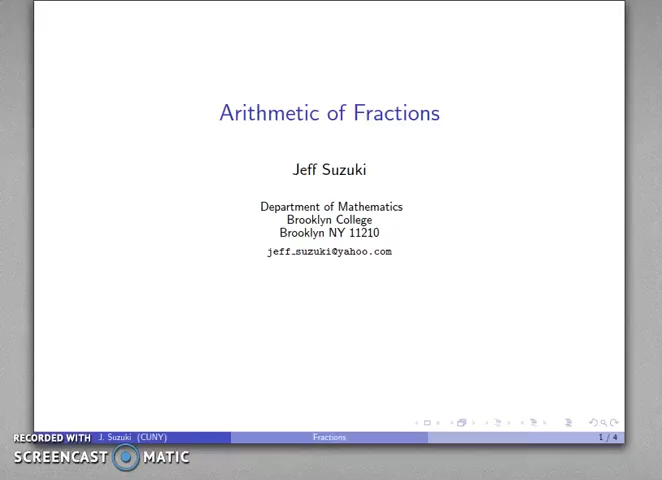 Arithmetic of Fractions
Jeff Suzuki
Department of Mathematics
Brooklyn College
Brooklyn NY 11210
jeff_suzuki@yahoo.com
RECORDED WITH
J. Suzuki (CUNY)
Fractions
1 / 4
SCREENCAST MATIC